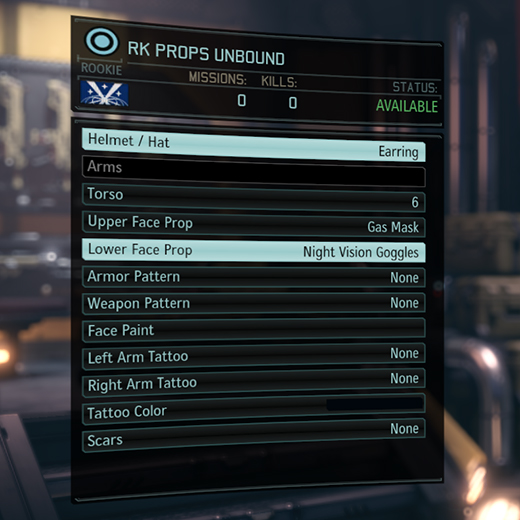 RK PROPS UNBOUND
ROOKIE
MISSIONS: KILLS: STATUS:
0 0 AVAILABLE
Helmet / Hat Earring
Arms
Torso 6
Upper Face Prop Gas Mask
Lower Face Prop Night Vision Goggles
Armor Pattern None
Weapon Pattern None
Face Paint
Left Arm Tattoo None
Right Arm Tattoo None
Tattoo Color
Scars None